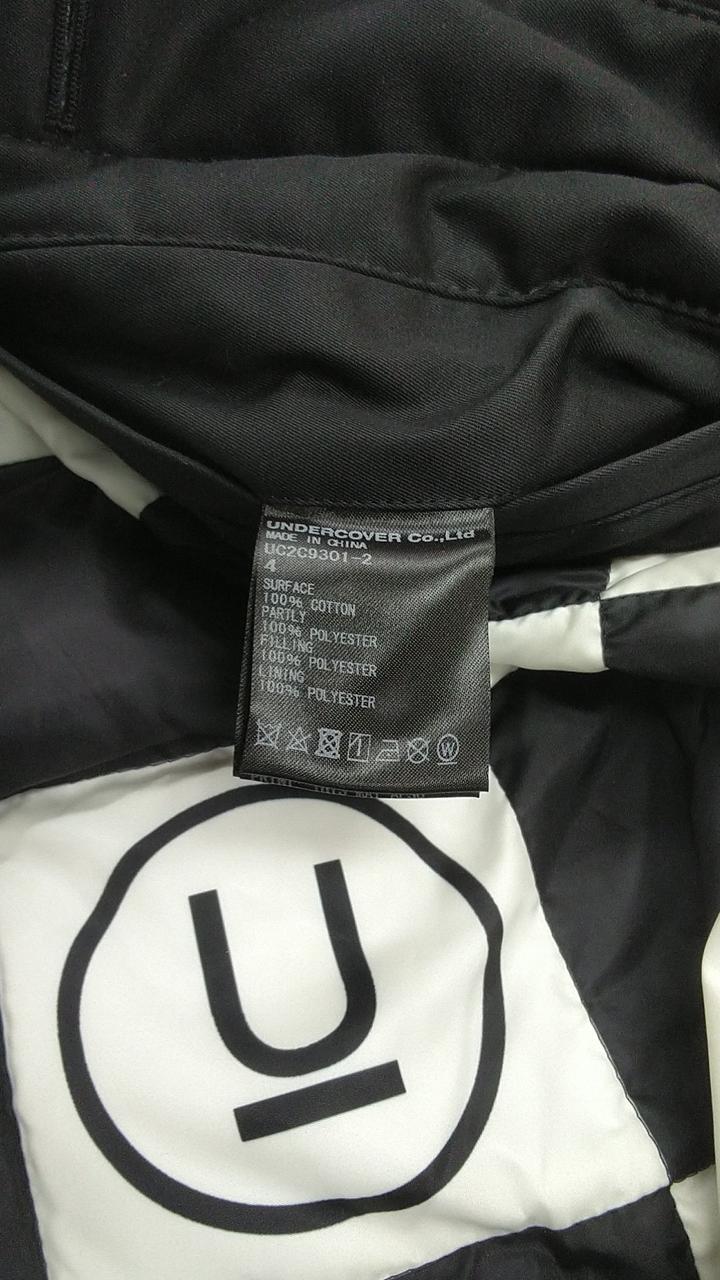 UNDERCOVER Co.,Ltd
MADE IN CHINA
UC2C9301-2
4
SURFACE
100% COTTON
PARTLY
100% POLYESTER
FILLING
100% POLYESTER
LINING
100% POLYESTER
W
U